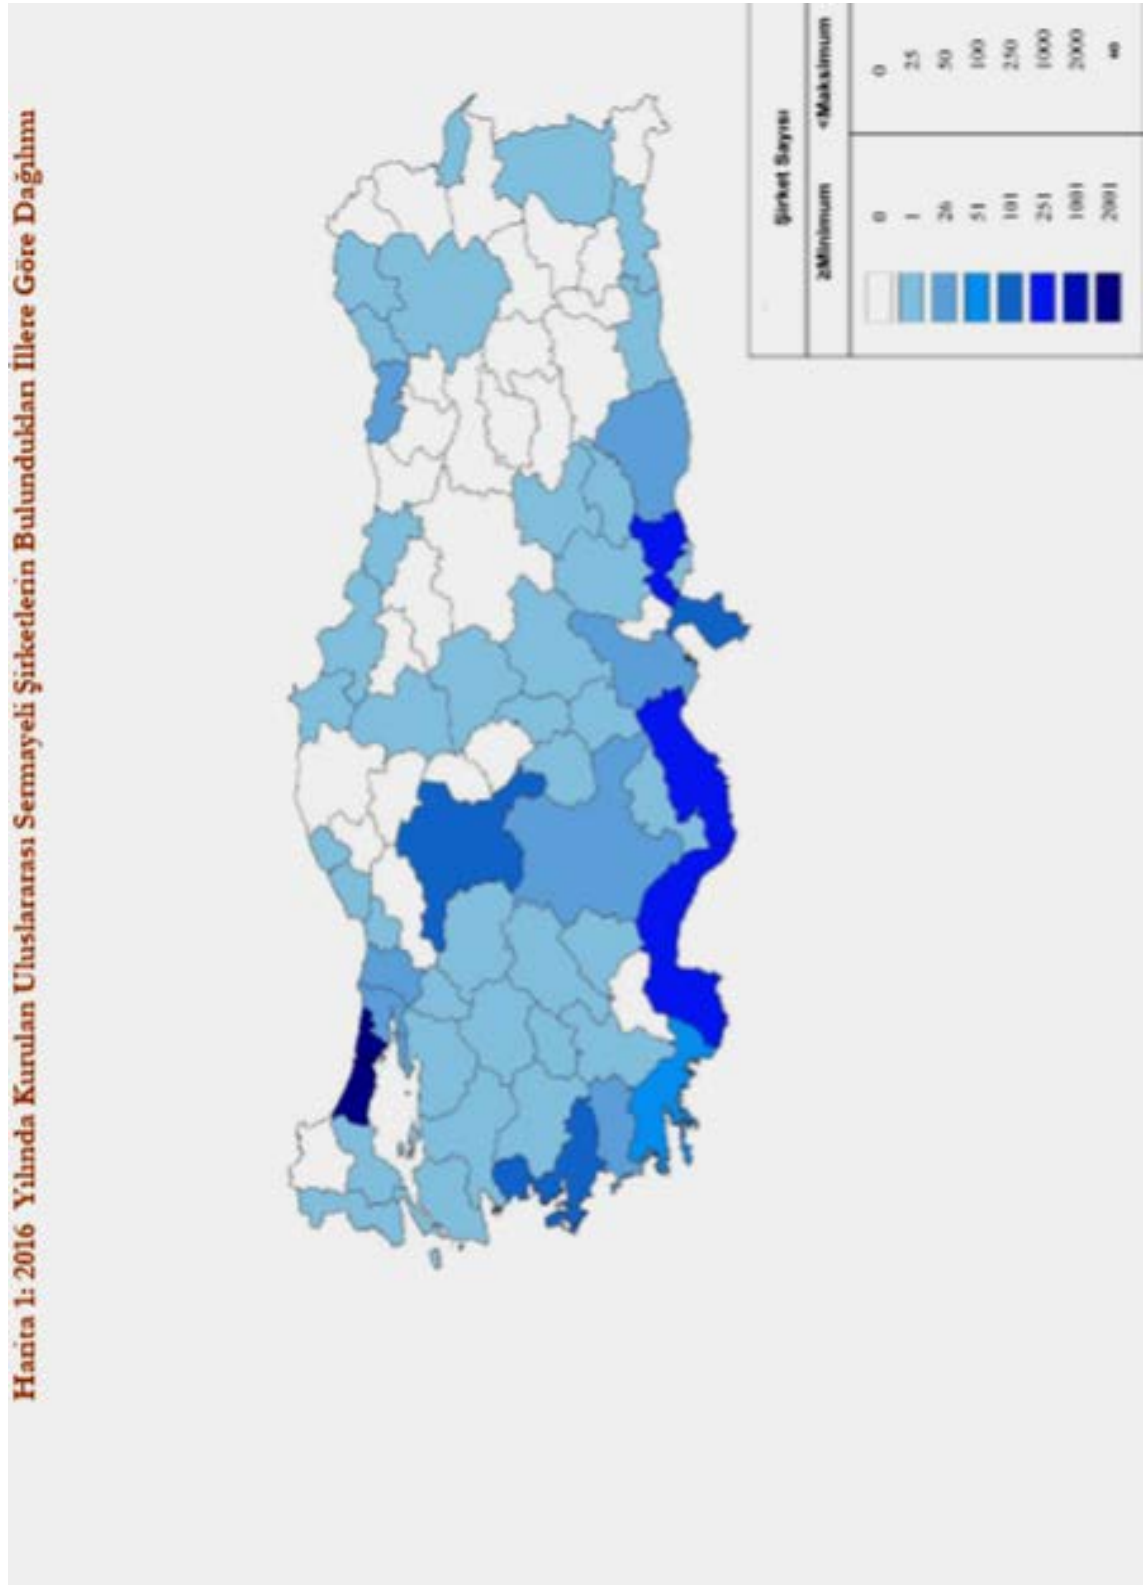 Harita 1: 2016 Yılında Kurulan Uluslararası Sermayeli Şirketlerin Bulundukları İllere Göre Dağılımı
Şirket Sayısı
≥Minimum <Maksimum
0 0
1 25
26 50
51 100
101 250
251 1000
1001 2000
2001 ∞